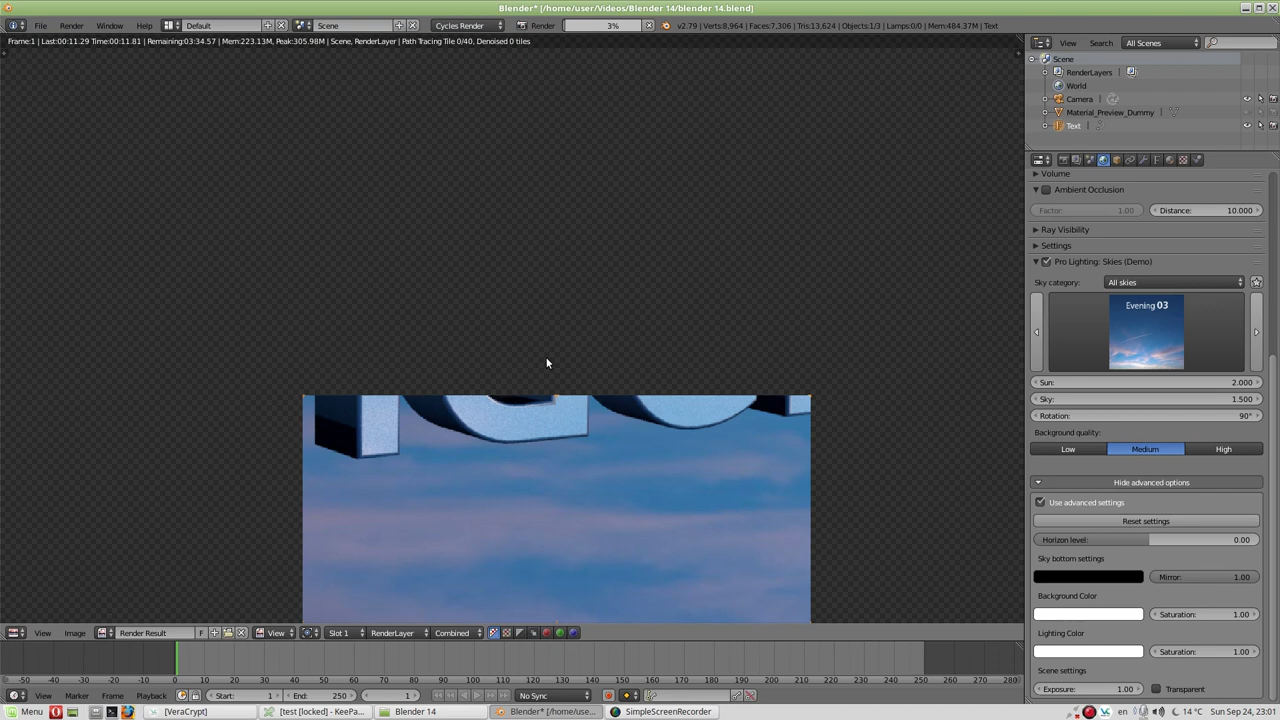 Blender* [/home/user/Videos/Blender 14/blender 14.blend]
File Render Window Help Default Scene Cycles Render Render 3% v2.79 | Verts:8,964 | Faces:7,306 | Tris:13,624 | Objects:1/3 | Lamps:0/0 | Mem:484.37M | Text
Frame:1 | Last:00:11.29 Time:00:11.81 | Remaining:03:34.57 | Mem:223.13M, Peak:305.98M | Scene, RenderLayer | Path Tracing Tile 0/40, Denoised 0 tiles
View Search All Scenes
Scene
RenderLayers
World
Camera
Material_Preview_Dummy
Text
Volume
Ambient Occlusion
Factor: 1.00 Distance: 10.000
Ray Visibility
Settings
Pro Lighting: Skies (Demo)
Sky category: All skies
Evening 03
Sun: 2.000
Sky: 1.500
Rotation: 90°
Background quality:
Low Medium High
Hide advanced options
Use advanced settings
Reset settings
Horizon level: 0.00
Sky bottom settings
Mirror: 1.00
Background Color
Saturation: 1.00
Lighting Color
Saturation: 1.00
Scene settings
Exposure: 1.00 Transparent
View Image Render Result F View Slot 1 RenderLayer Combined
-50 -40 -30 -20 -10 0 10 20 30 40 50 60 70 80 90 100 110 120 130 140 150 160 170 180 190 200 210 220 230 240 250 260 270 280
View Marker Frame Playback Start: 1 End: 250 1 No Sync
Menu [VeraCrypt] [test [locked] - KeePa... Blender 14 Blender* [/home/use... SimpleScreenRecorder en 14 °C Sun Sep 24, 23:01